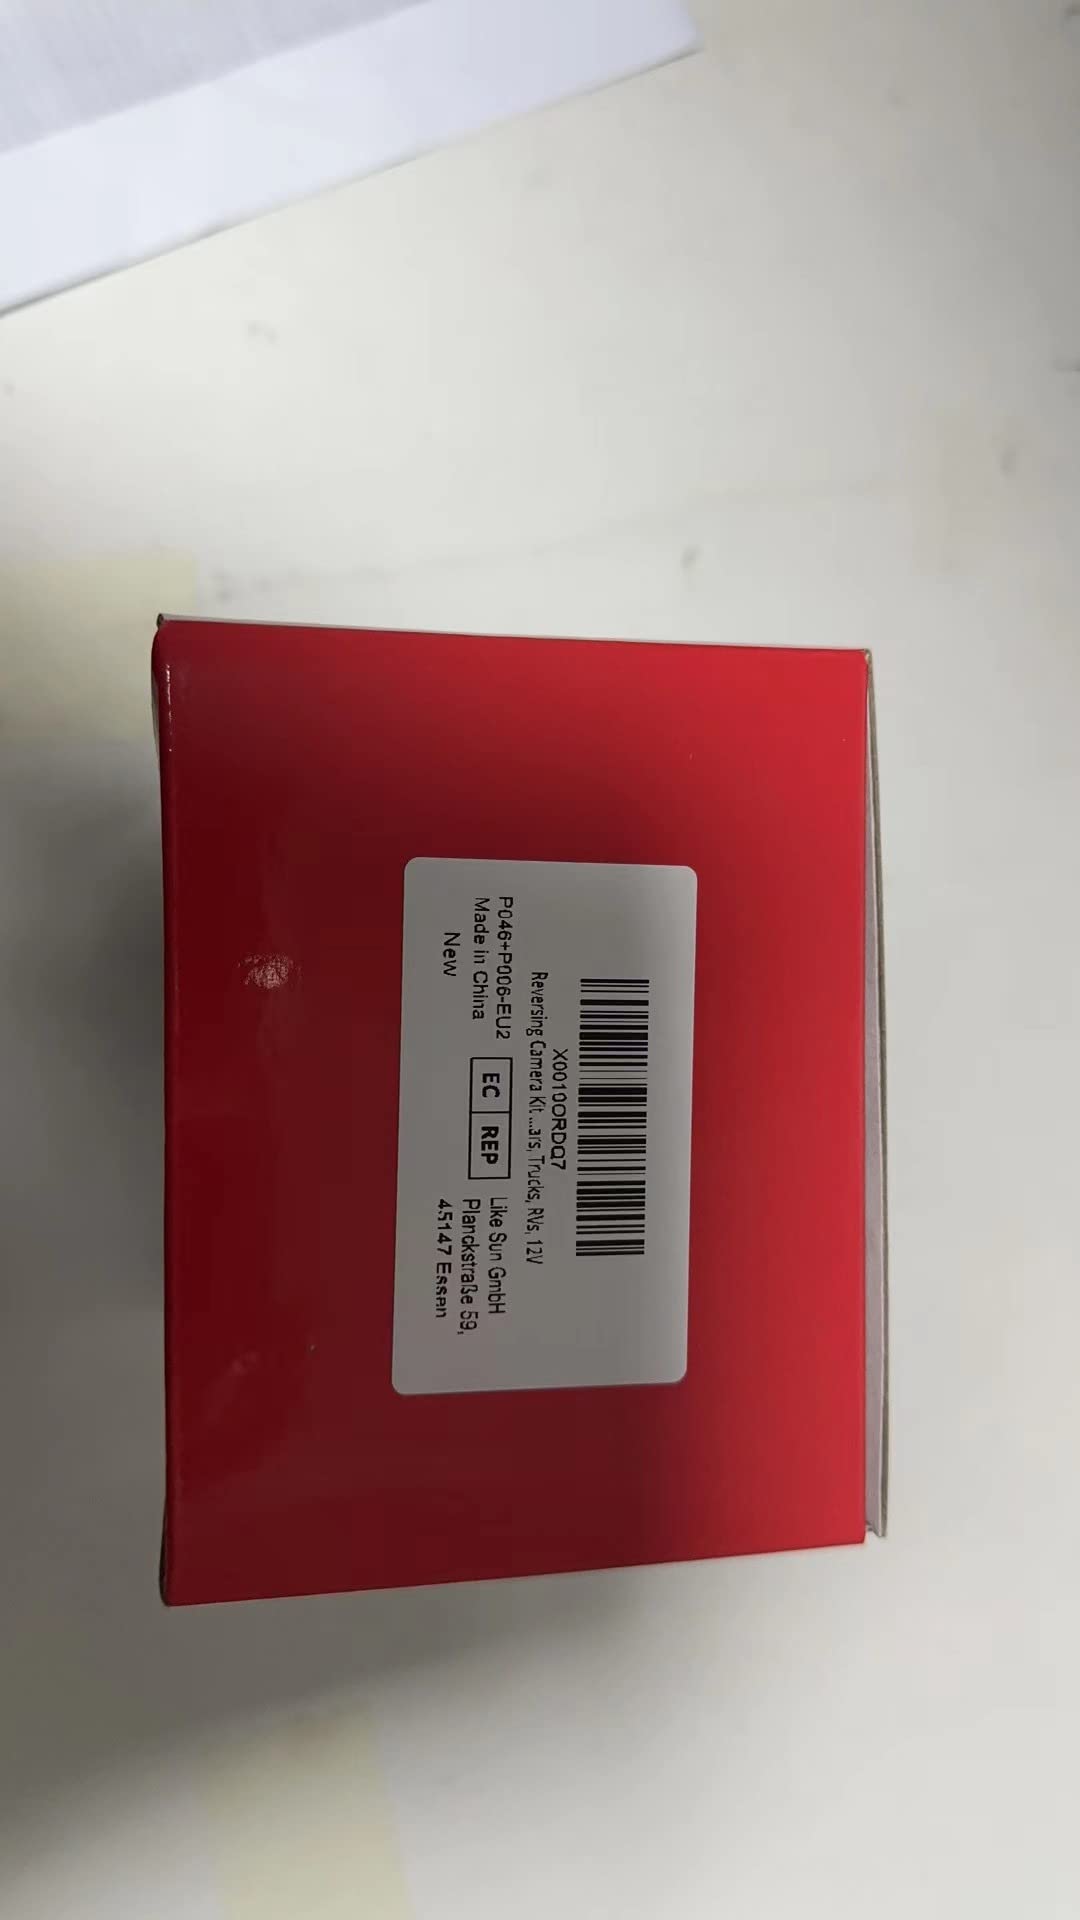 X0010ORDQ7
Reversing Camera Kit ...ars, Trucks, RVs, 12V
P046+P006-EU2
Made in China
New
EC REP
Like Sun GmbH
Planckstraße 59,
45147 Essen